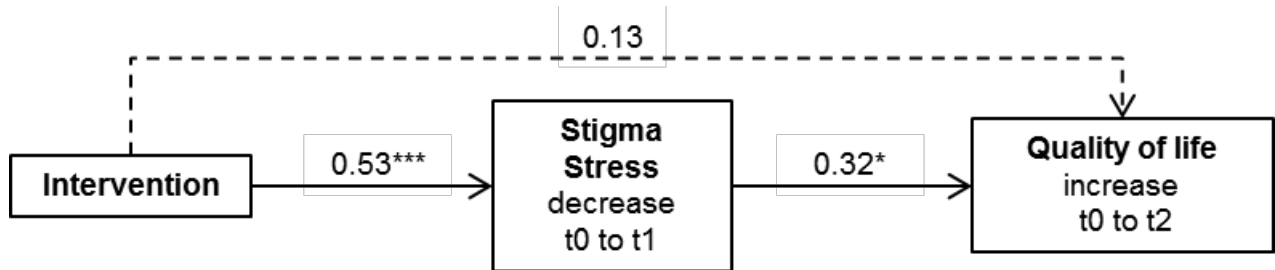 0.13
Intervention
0.53***
Stigma
Stress
decrease
t0 to t1
0.32*
Quality of life
increase
t0 to t2